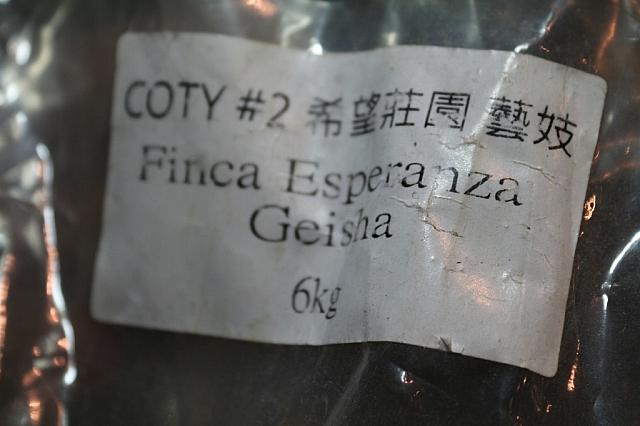 COTY #2 希望莊園 藝妓
Finca Esperanza
Geisha
6kg